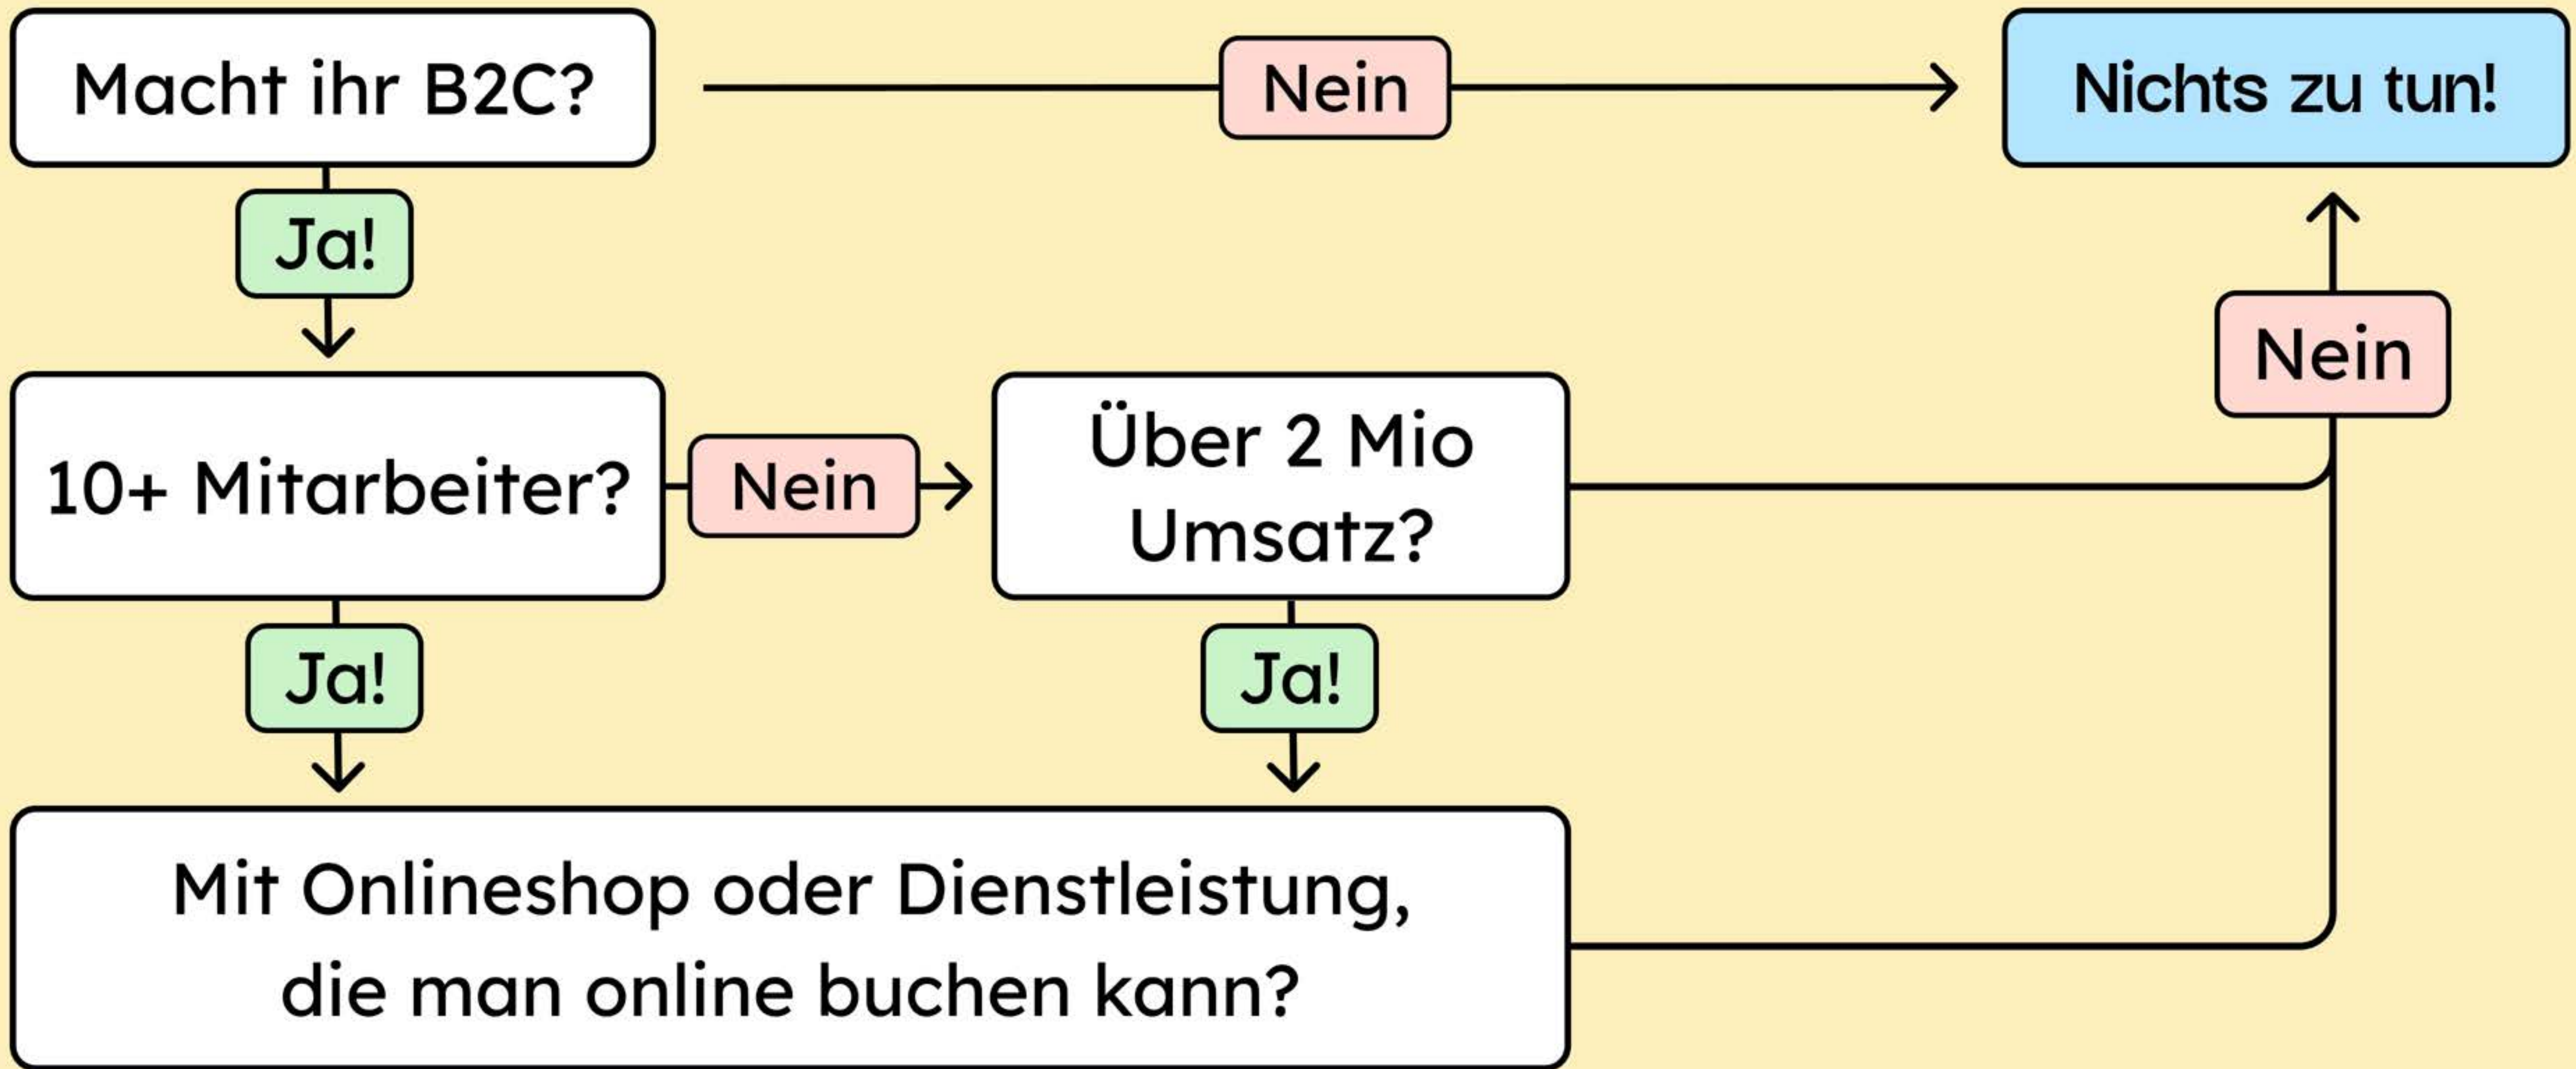 Macht ihr B2C?
Nein
Nichts zu tun!
Ja!
Nein
10+ Mitarbeiter?
Nein
Über 2 Mio
Umsatz?
Ja!
Ja!
Mit Onlineshop oder Dienstleistung,
die man online buchen kann?